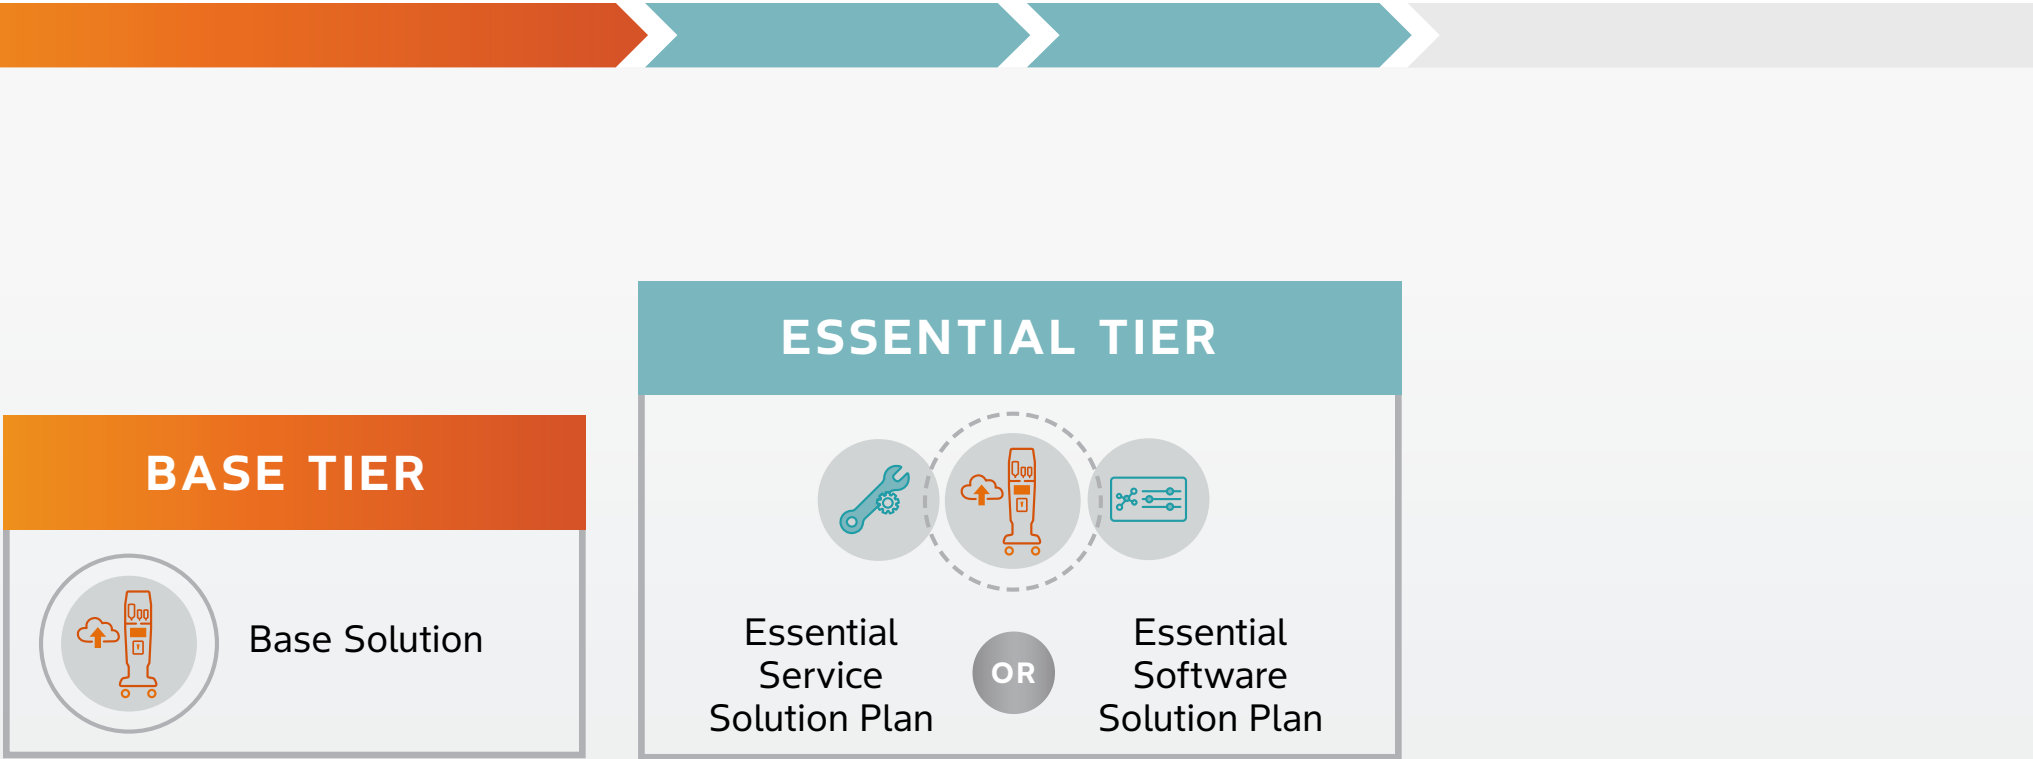 ESSENTIAL TIER
BASE TIER
Base Solution
Essential
Service
Solution Plan
OR
Essential
Software
Solution Plan